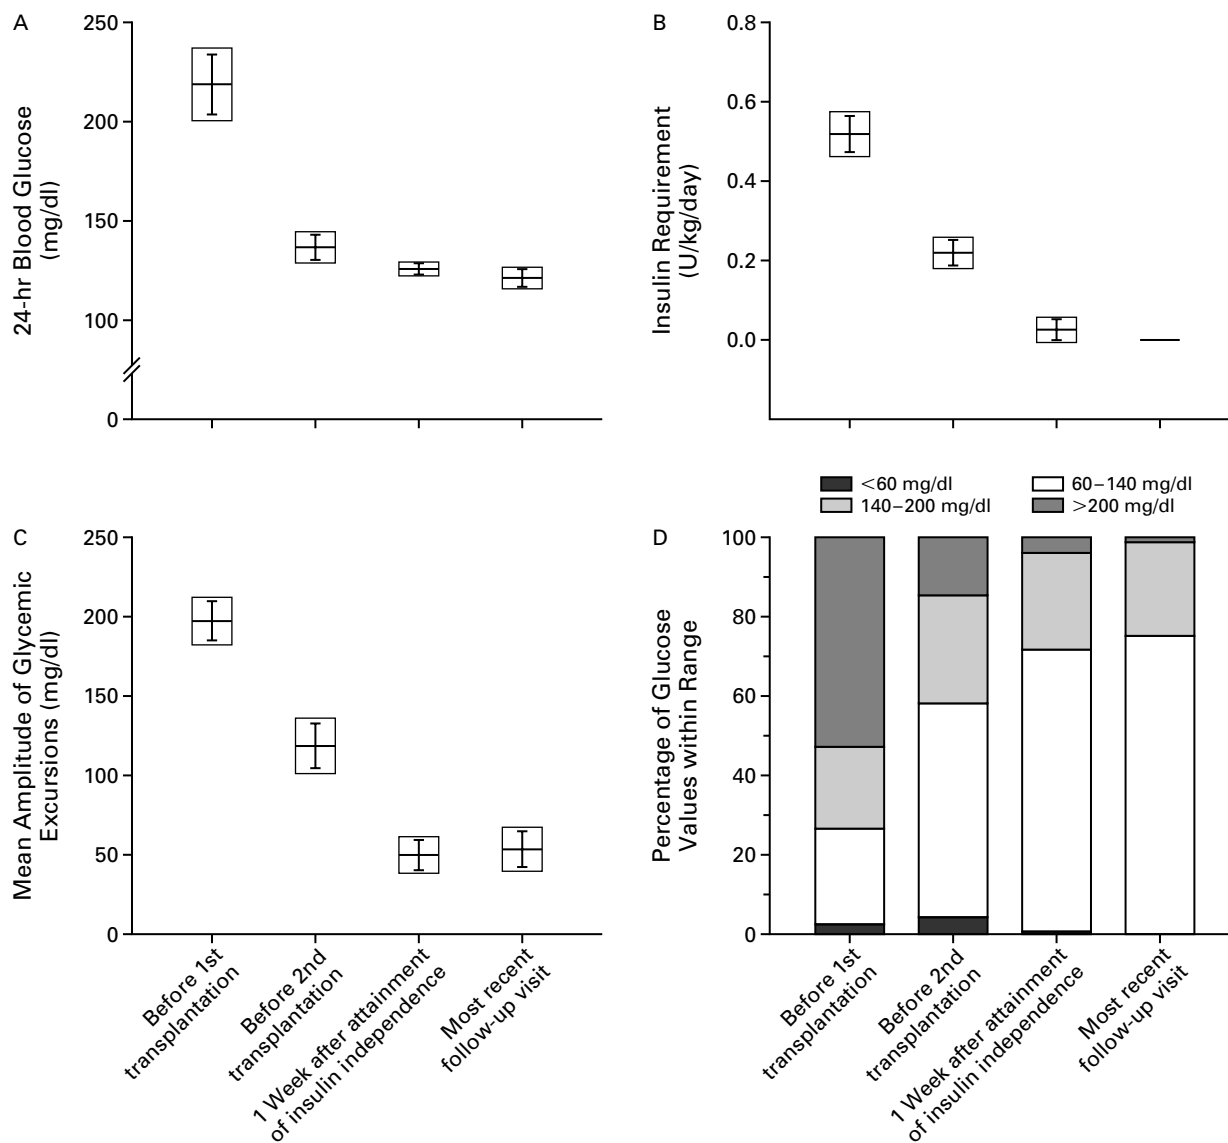 A
250
200
150
100
0
24-hr Blood Glucose
(mg/dl)
B
0.8
0.6
0.4
0.2
0.0
Insulin Requirement
(U/kg/day)
C
250
200
150
100
50
0
Mean Amplitude of Glycemic
Excursions (mg/dl)
Before 1st
transplantation
Before 2nd
transplantation
1 Week after attainment
of insulin independence
Most recent
follow-up visit
<60 mg/dl
60–140 mg/dl
140–200 mg/dl
>200 mg/dl
D
100
80
60
40
20
0
Percentage of Glucose
Values within Range
Before 1st
transplantation
Before 2nd
transplantation
1 Week after attainment
of insulin independence
Most recent
follow-up visit